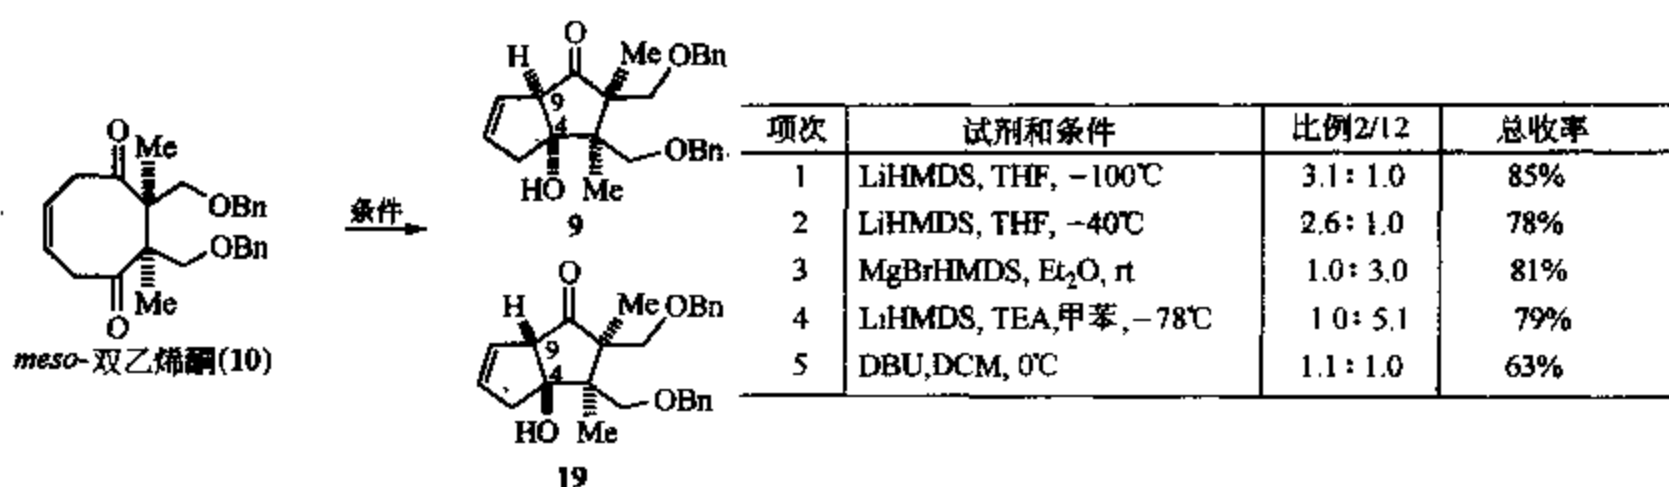 O
H
Me
OBn
9
4
OBn
HO
Me
9
O
Me
OBn
OBn
Me
O
meso-双乙烯酮(10)
条件
O
H
Me
OBn
9
4
OBn
HO
Me
19
项次 试剂和条件 比例2/12 总收率
1 LiHMDS, THF, -100℃ 3.1∶1.0 85%
2 LiHMDS, THF, -40℃ 2.6∶1.0 78%
3 MgBrHMDS, Et₂O, rt 1.0∶3.0 81%
4 LiHMDS, TEA,甲苯,-78℃ 1 0∶5.1 79%
5 DBU,DCM, 0℃ 1.1∶1.0 63%